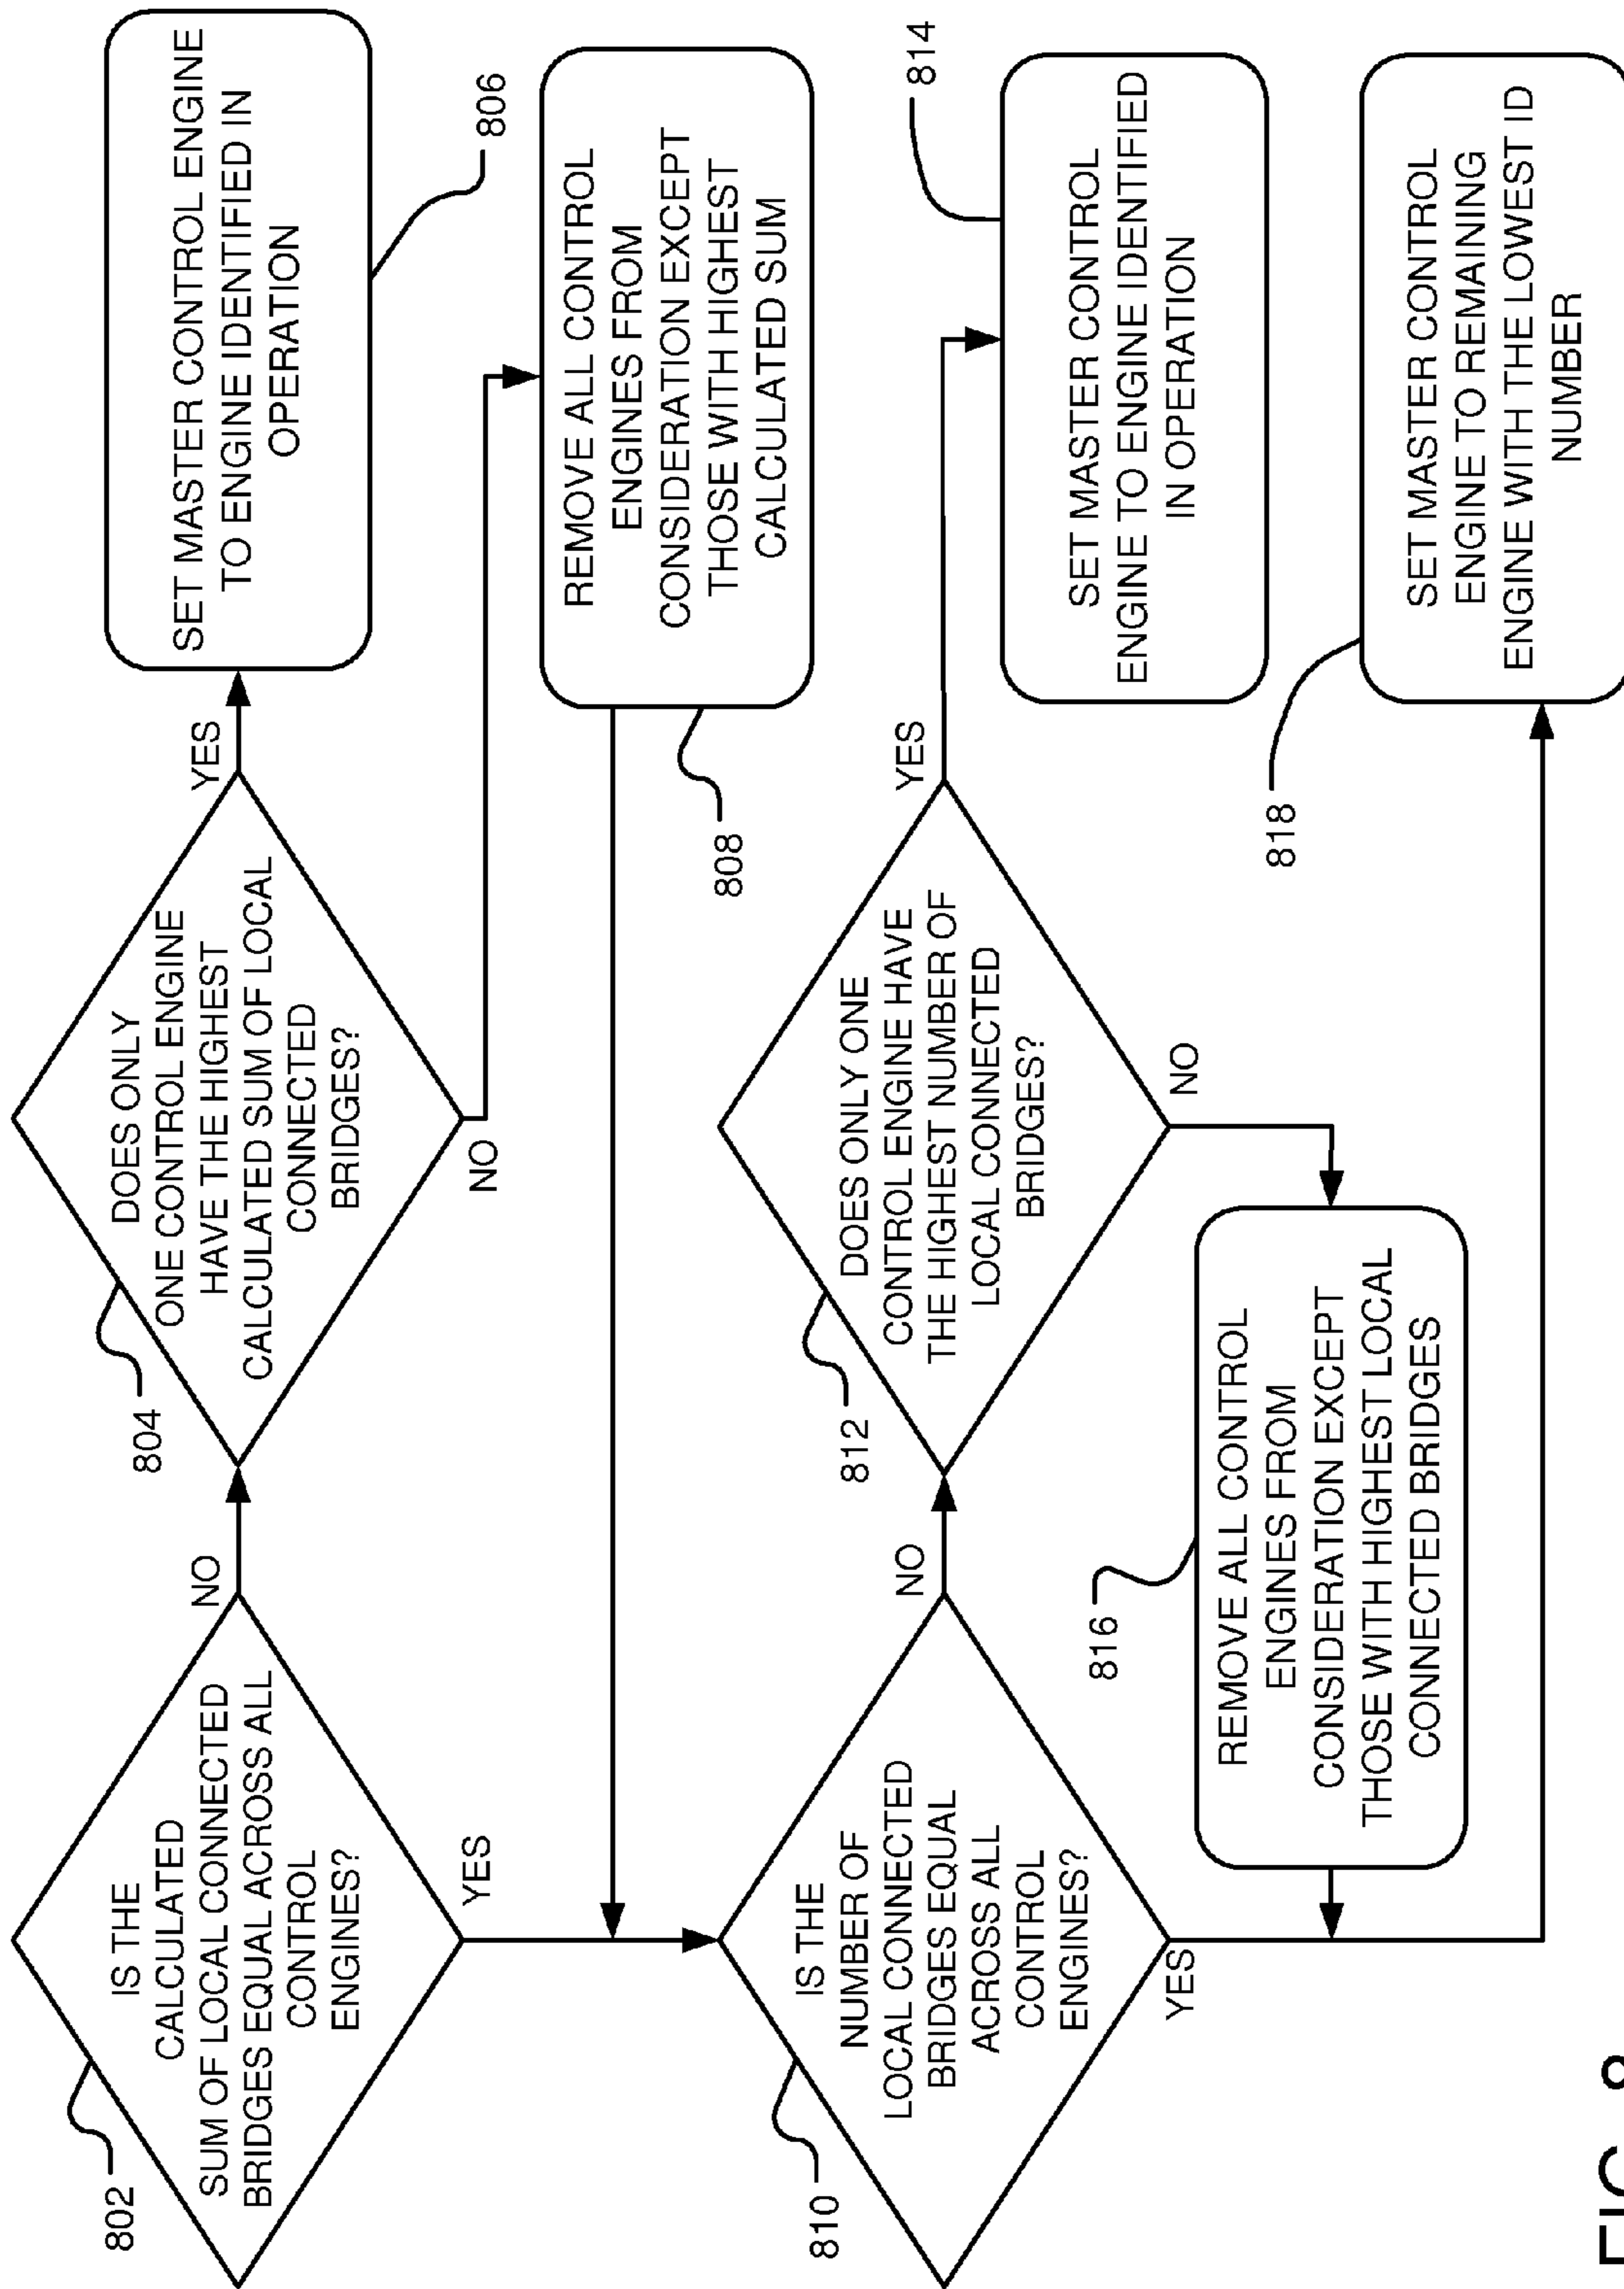 IS THE
CALCULATED
SUM OF LOCAL CONNECTED
BRIDGES EQUAL ACROSS ALL
CONTROL
ENGINES?
802
NO
YES
DOES ONLY
ONE CONTROL ENGINE
HAVE THE HIGHEST
CALCULATED SUM OF LOCAL
CONNECTED
BRIDGES?
804
YES
NO
SET MASTER CONTROL ENGINE
TO ENGINE IDENTIFIED IN
OPERATION
806
REMOVE ALL CONTROL
ENGINES FROM
CONSIDERATION EXCEPT
THOSE WITH HIGHEST
CALCULATED SUM
808
IS THE
NUMBER OF
LOCAL CONNECTED
BRIDGES EQUAL
ACROSS ALL
CONTROL
ENGINES?
810
NO
YES
DOES ONLY ONE
CONTROL ENGINE HAVE
THE HIGHEST NUMBER OF
LOCAL CONNECTED
BRIDGES?
812
YES
NO
SET MASTER CONTROL
ENGINE TO ENGINE IDENTIFIED
IN OPERATION
814
REMOVE ALL CONTROL
ENGINES FROM
CONSIDERATION EXCEPT
THOSE WITH HIGHEST LOCAL
CONNECTED BRIDGES
816
SET MASTER CONTROL
ENGINE TO REMAINING
ENGINE WITH THE LOWEST ID
NUMBER
818
FIG. 8